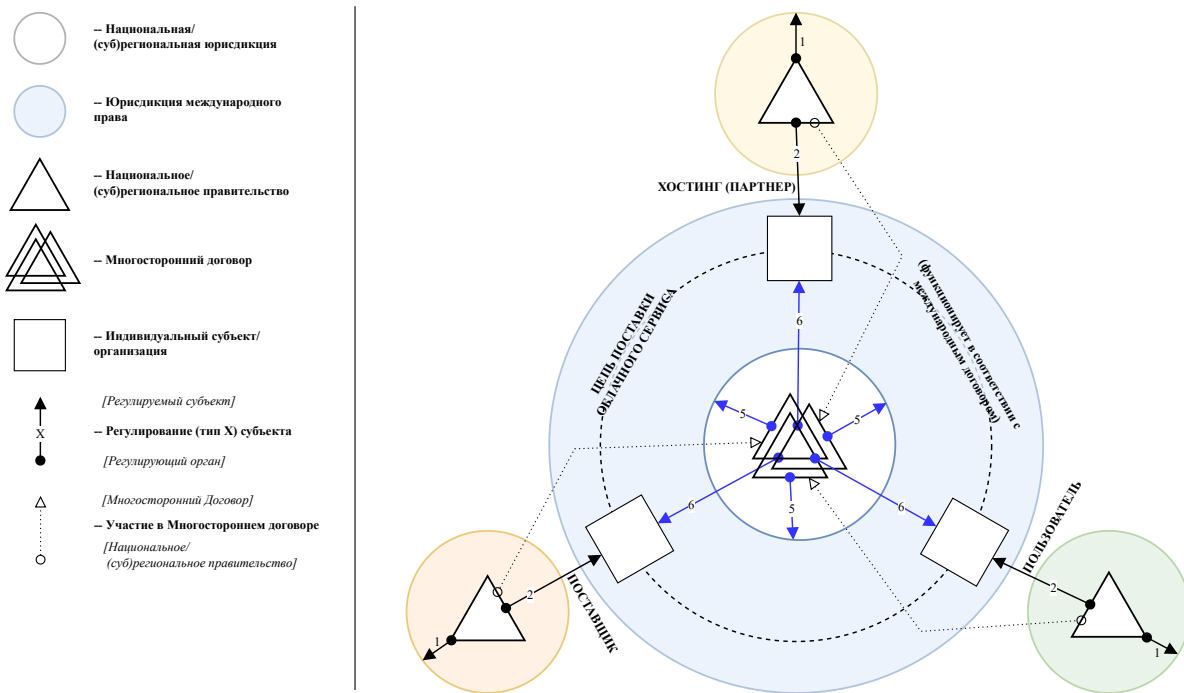 -- Национальная/
(суб)региональная юрисдикция
-- Юрисдикция международного
права
-- Национальное/
(суб)региональное правительство
-- Многосторонний договор
-- Индивидуальный субъект/
организация
[Регулируемый субъект]
X
-- Регулирование (тип X) субъекта
[Регулирующий орган]
[Многосторонний Договор]
-- Участие в Многостороннем договоре
[Национальное/
(суб)региональное правительство]
1
2
ХОСТИНГ (ПАРТНЕР)
ЦЕПЬ ПОСТАВКИ
ОБЛАЧНОГО СЕРВИСА
(функционирует в соответствии с
международным договором)
6
5
5
5
6
6
ПОСТАВЩИК
2
1
ПОЛЬЗОВАТЕЛЬ
2
1